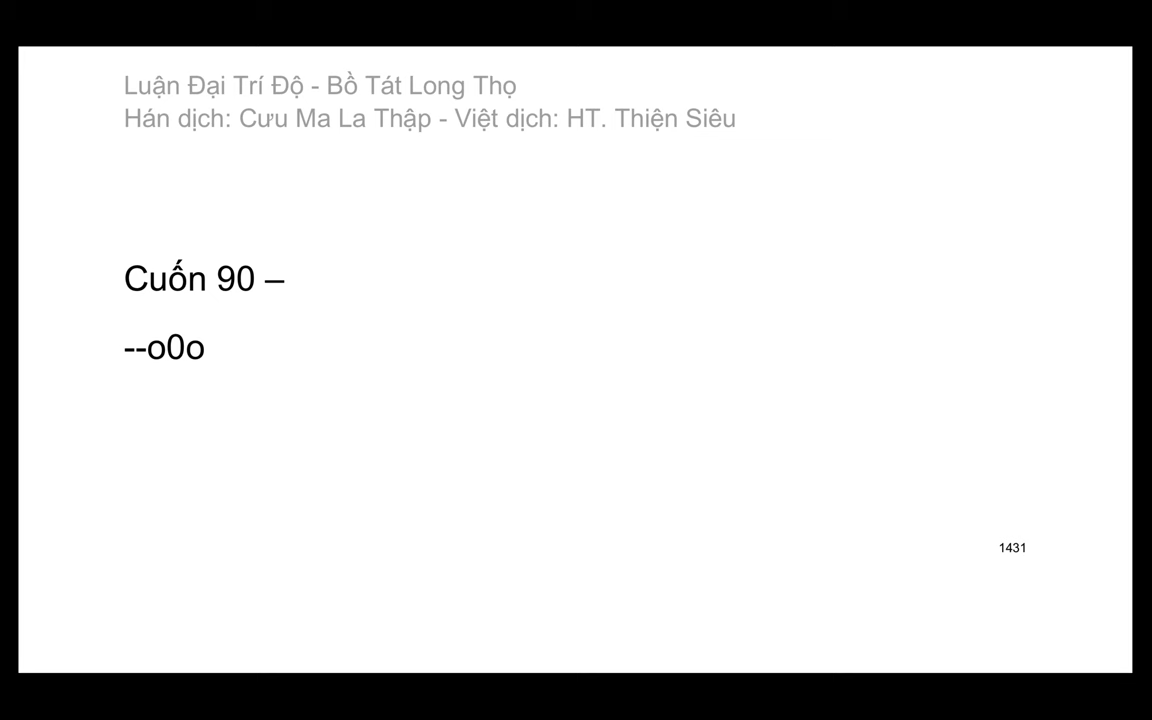 Luận Đại Trí Độ - Bồ Tát Long Thọ
Hán dịch: Cưu Ma La Thập - Việt dịch: HT. Thiện Siêu
Cuốn 90 –
--o0o
1431